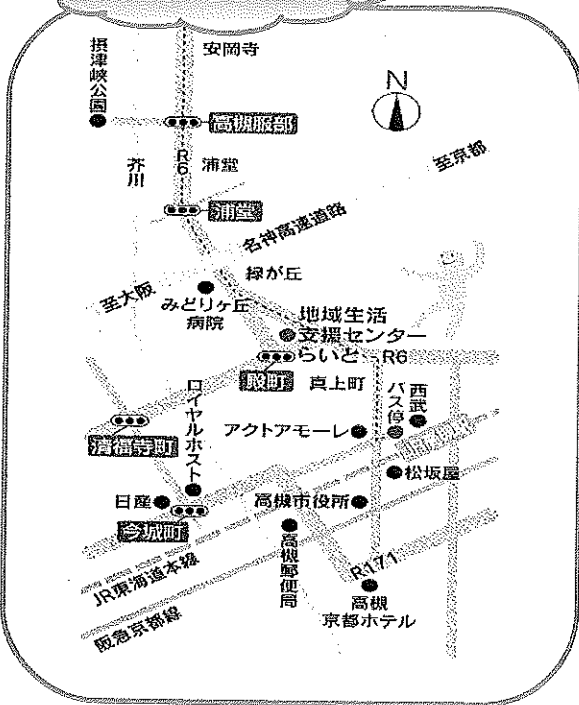 安岡寺
摂津峡公園
N
高槻服部
芥川
R6
浦堂
至京都
浦堂
名神高速道路
緑が丘
至大阪
みどりヶ丘
病院
地域生活
支援センター
らいと
R6
殿町
真上町
西武
バス停
ロイヤルホスト
アクトアモーレ
清福寺町
松坂屋
日産
高槻市役所
今城町
高槻郵便局
JR東海道本線
R171
高槻
京都ホテル
阪急京都線